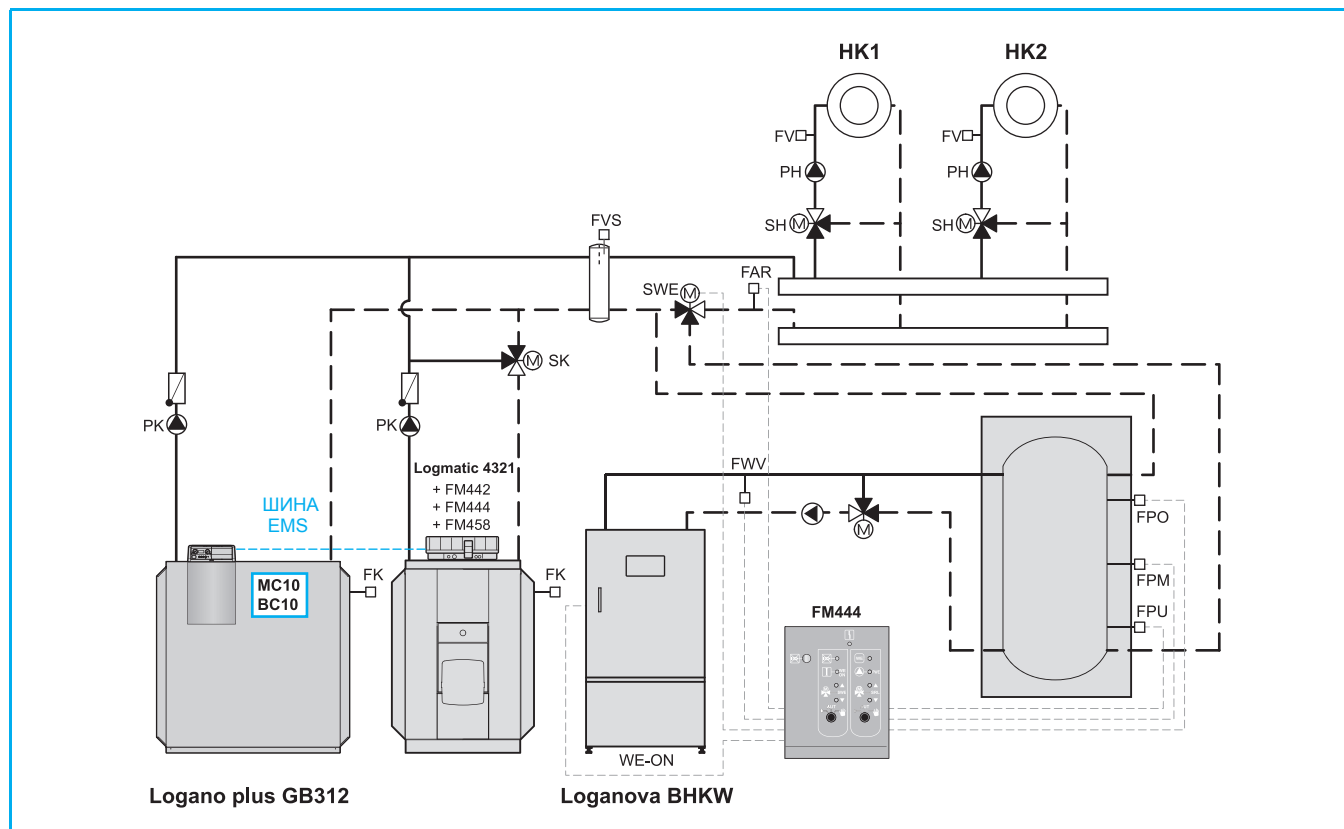 HK1
HK2
FV
FV
PH
PH
SH
M
SH
M
FVS
FAR
SWE
M
M
SK
PK
PK
Logmatic 4321
+ FM442
+ FM444
+ FM458
FWV
ШИНА
EMS
M
FPO
FK
FK
FPM
MC10
BC10
FPU
FM444
WE-ON
Logano plus GB312
Loganova BHKW